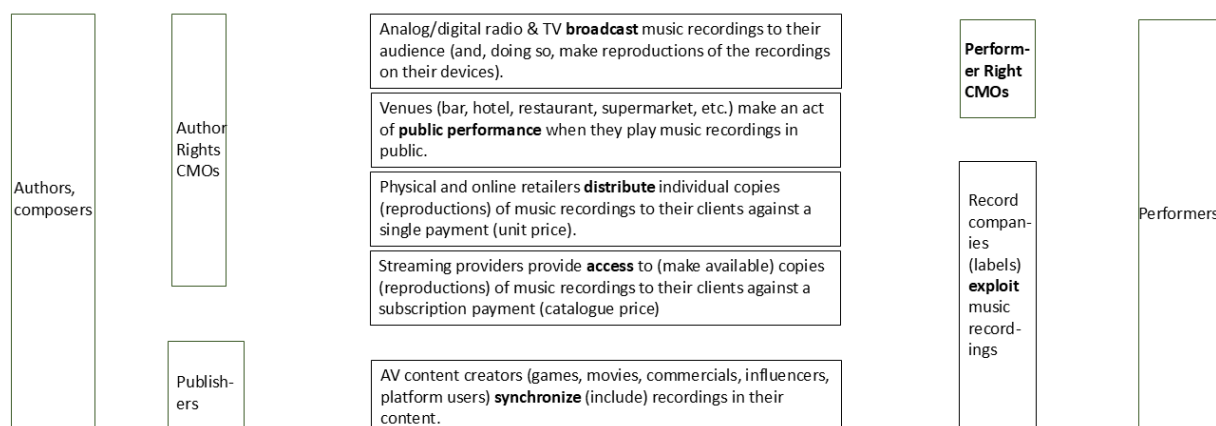 Authors,
composers
Author
Rights
CMOs
Publish-
ers
Analog/digital radio & TV broadcast music recordings to their
audience (and, doing so, make reproductions of the recordings
on their devices).
Venues (bar, hotel, restaurant, supermarket, etc.) make an act
of public performance when they play music recordings in
public.
Physical and online retailers distribute individual copies
(reproductions) of music recordings to their clients against a
single payment (unit price).
Streaming providers provide access to (make available) copies
(reproductions) of music recordings to their clients against a
subscription payment (catalogue price)
AV content creators (games, movies, commercials, influencers,
platform users) synchronize (include) recordings in their
content.
Perform-
er Right
CMOs
Record
compan-
ies
(labels)
exploit
music
record-
ings
Performers